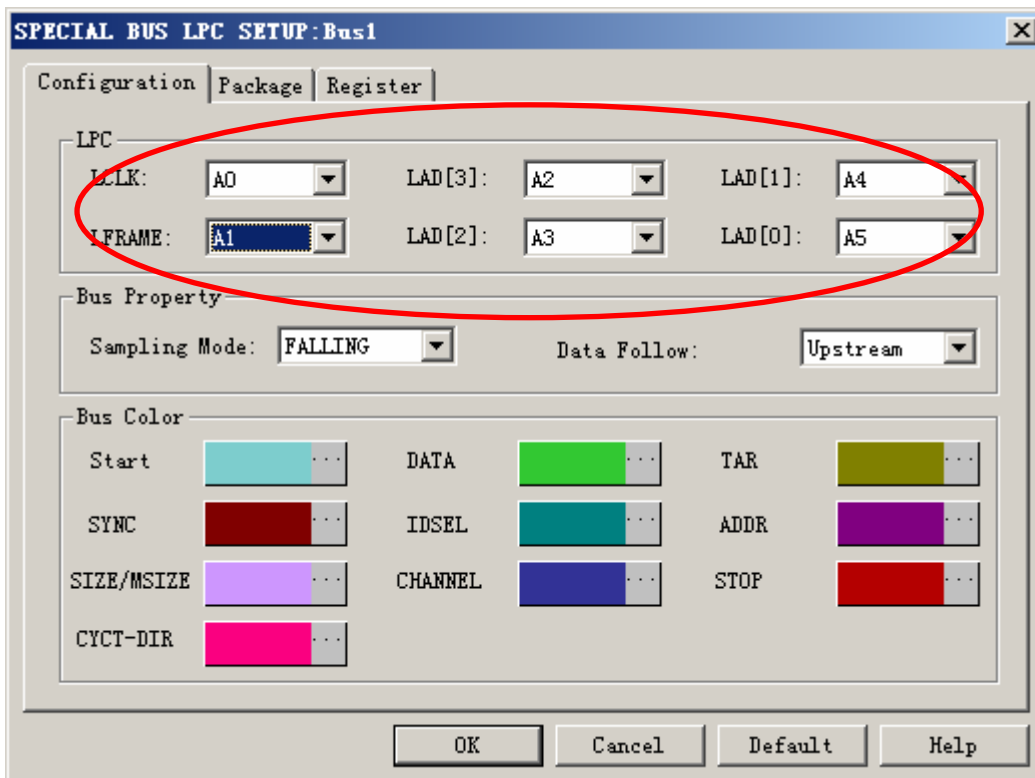 SPECIAL BUS LPC SETUP:Bus1
Configuration Package Register
LPC
LCLK: A0 LAD[3]: A2 LAD[1]: A4
LFRAME: A1 LAD[2]: A3 LAD[0]: A5
Bus Property
Sampling Mode: FALLING Data Follow: Upstream
Bus Color
Start ... DATA ... TAR ...
SYNC ... IDSEL ... ADDR ...
SIZE/MSIZE ... CHANNEL ... STOP ...
CYCT-DIR ...
OK Cancel Default Help